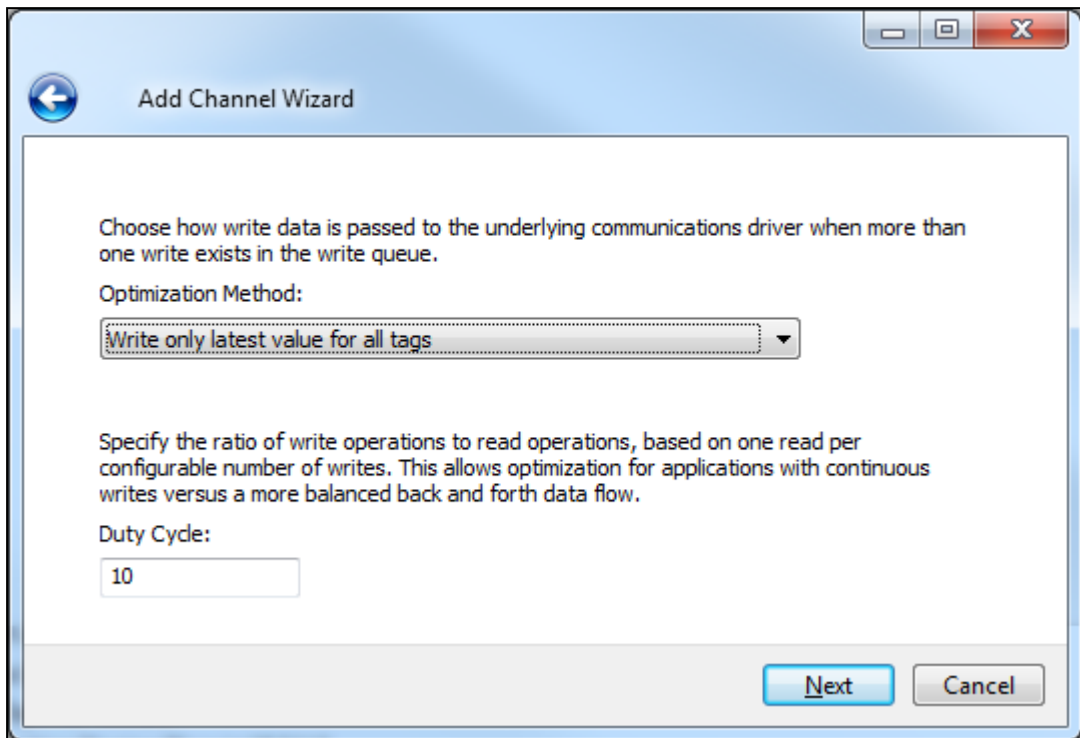 Add Channel Wizard
Choose how write data is passed to the underlying communications driver when more than
one write exists in the write queue.
Optimization Method:
Write only latest value for all tags
Specify the ratio of write operations to read operations, based on one read per
configurable number of writes. This allows optimization for applications with continuous
writes versus a more balanced back and forth data flow.
Duty Cycle:
10
Next
Cancel